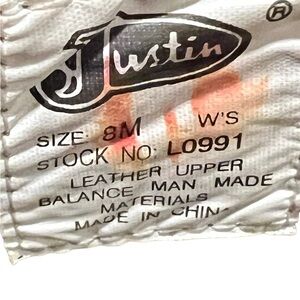 Justin ®
SIZE: 8M W'S
STOCK NO: L0991
LEATHER UPPER
BALANCE MAN MADE
MATERIALS
MADE IN CHINA